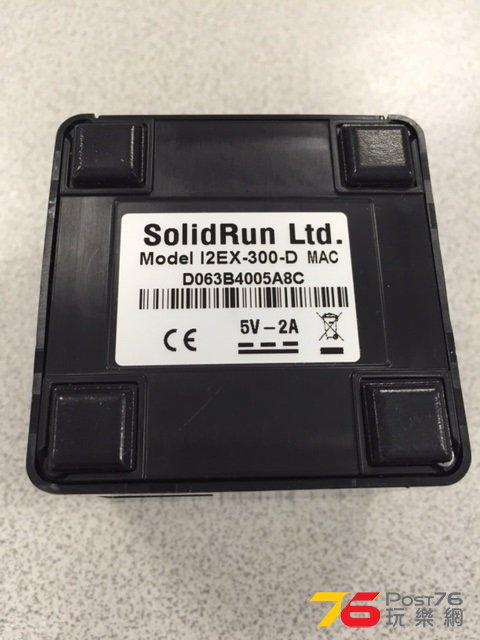 SolidRun Ltd.
Model I2EX-300-D MAC
D063B4005A8C
CE 5V-2A
76 POST76
玩樂網